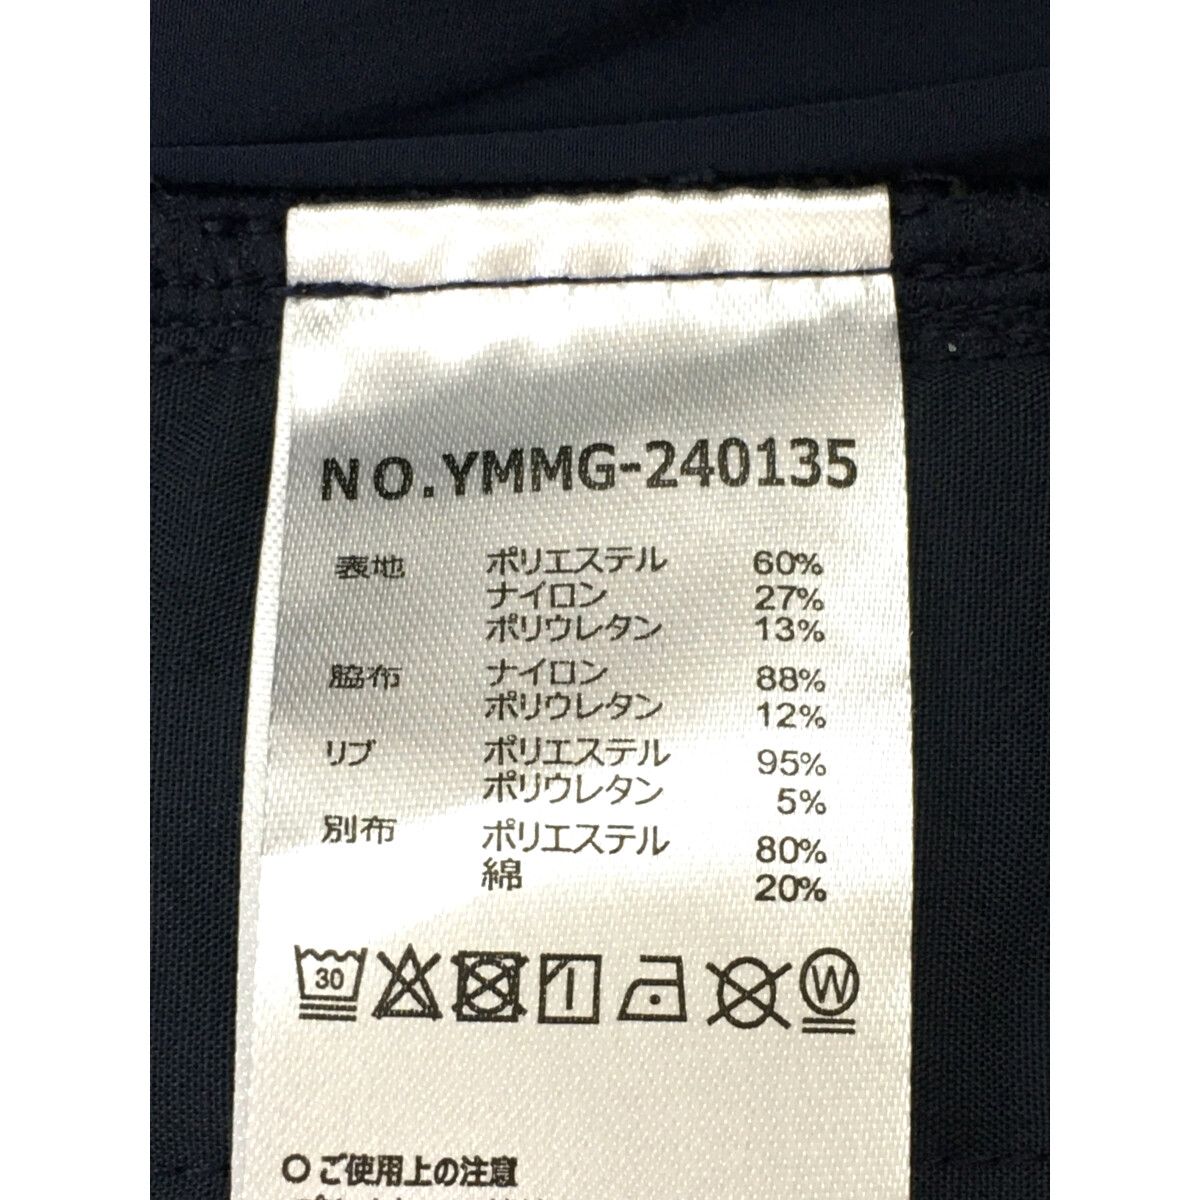 NO.YMMG-240135
表地 ポリエステル 60%
ナイロン 27%
ポリウレタン 13%
脇布 ナイロン 88%
ポリウレタン 12%
リブ ポリエステル 95%
ポリウレタン 5%
別布 ポリエステル 80%
綿 20%
30 W
○ご使用上の注意